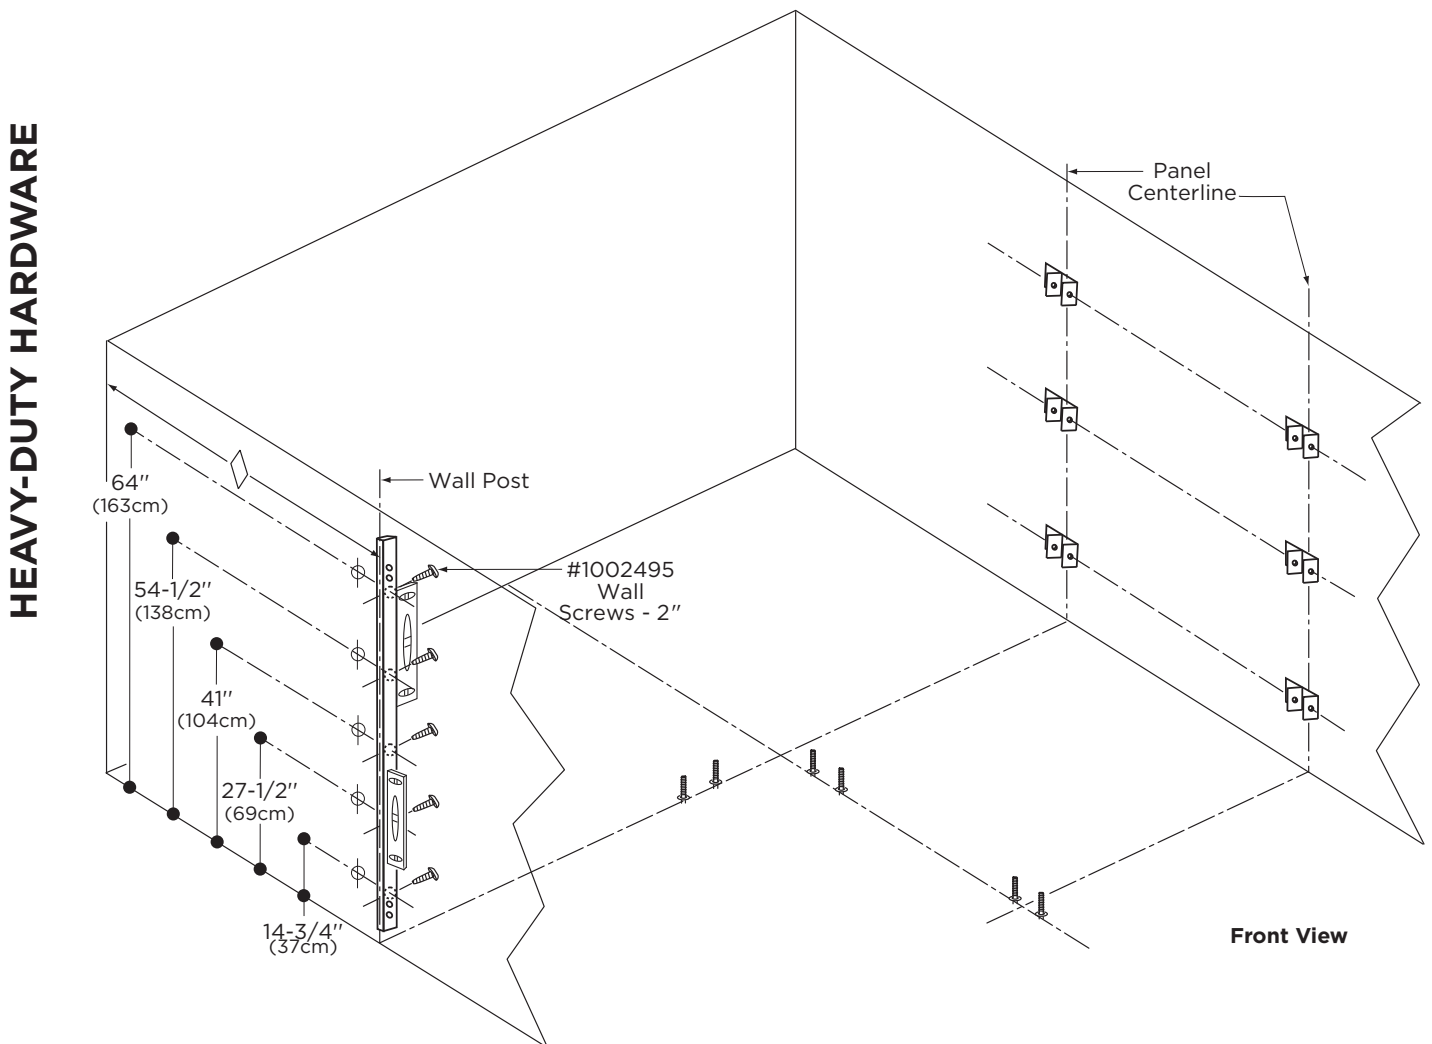 HEAVY-DUTY HARDWARE
Panel
Centerline
Wall Post
64"
(163cm)
#1002495
Wall
Screws - 2"
54-1/2"
(138cm)
41"
(104cm)
27-1/2"
(69cm)
14-3/4"
(37cm)
Front View